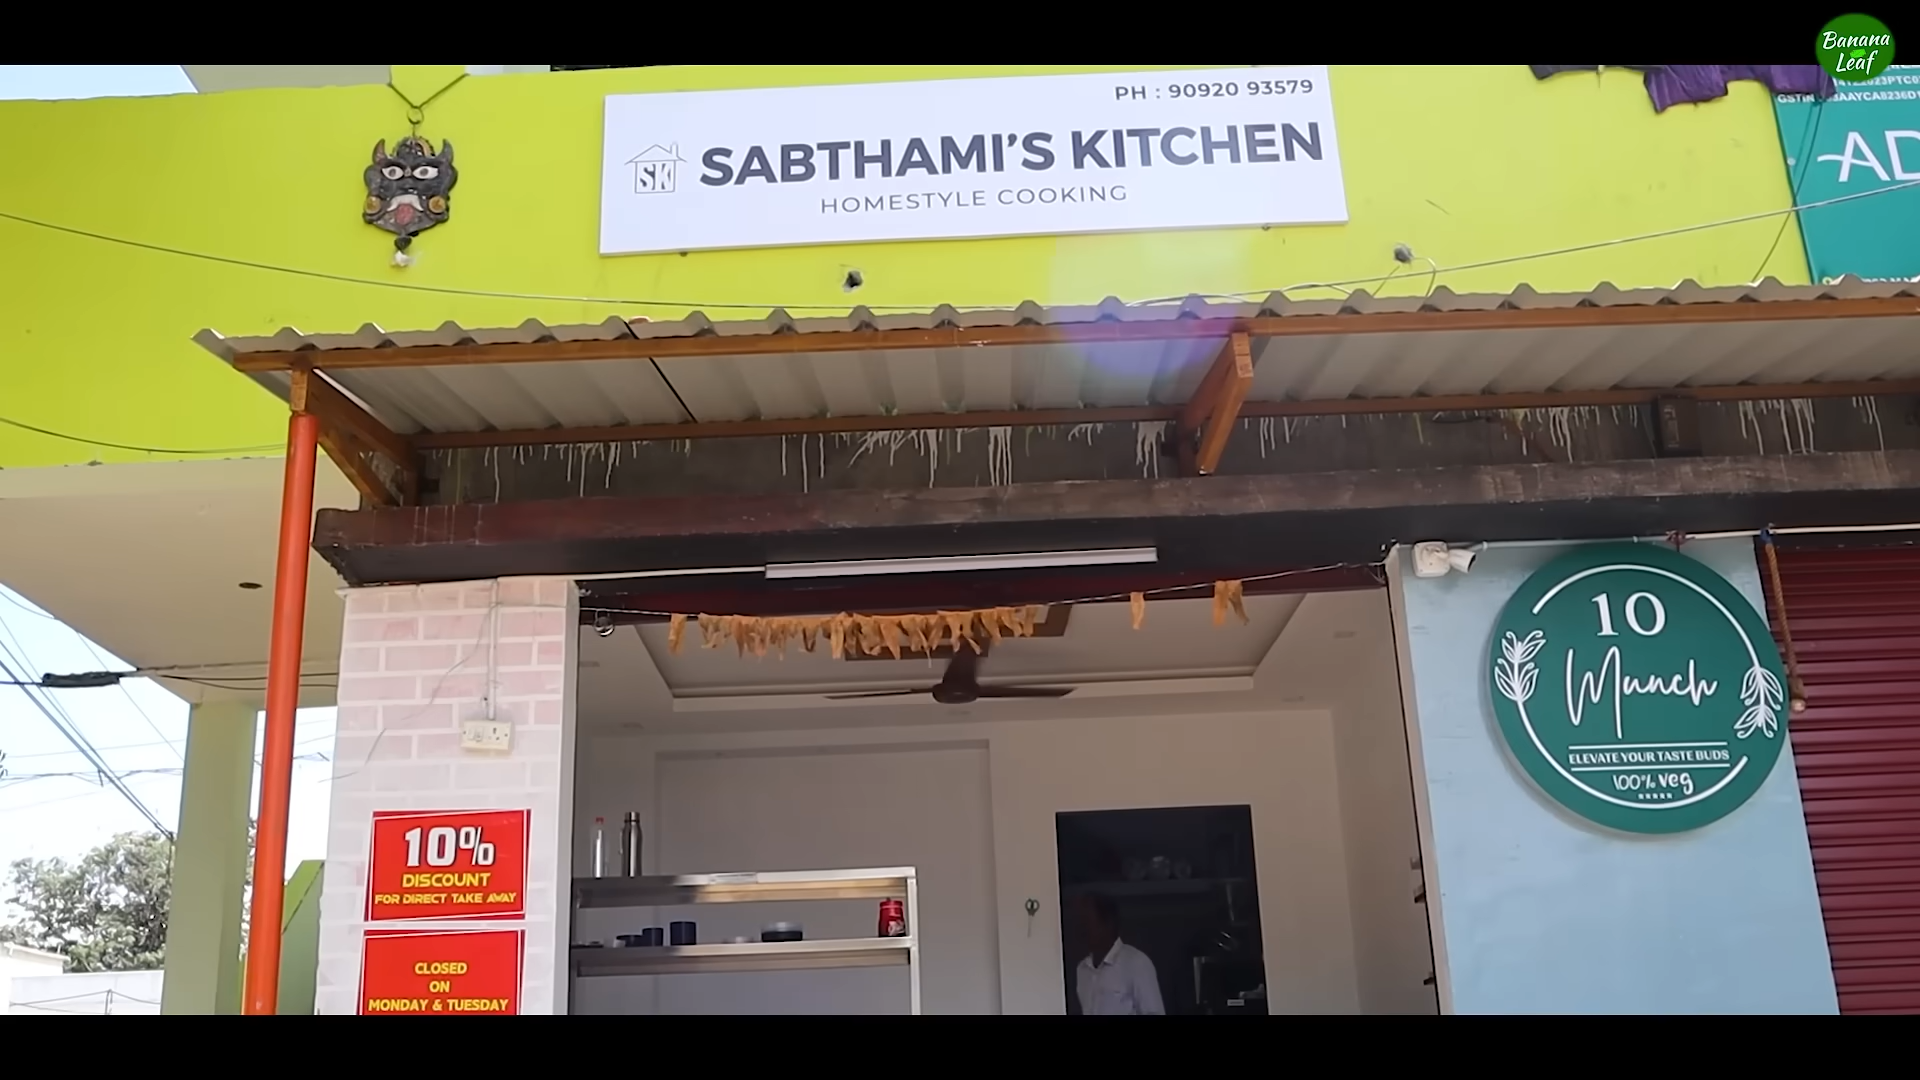 Banana
Leaf
PH : 90920 93579
SABTHAMI'S KITCHEN
SK
HOMESTYLE COOKING
AD
10
Munch
ELEVATE YOUR TASTE BUDS
100% veg
10%
DISCOUNT
FOR DIRECT TAKE AWAY
CLOSED
ON
MONDAY & TUESDAY